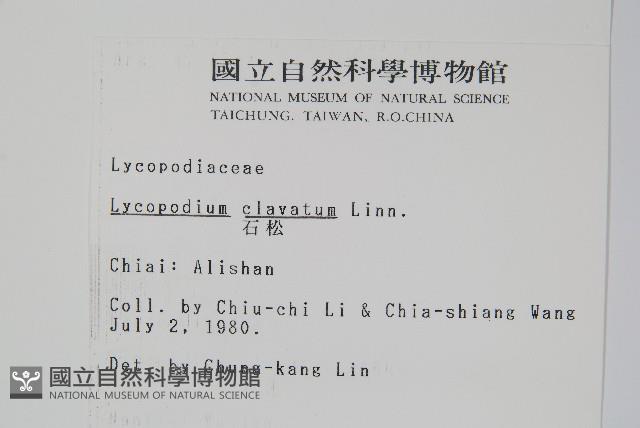 國立自然科學博物館
NATIONAL MUSEUM OF NATURAL SCIENCE
TAICHUNG. TAIWAN, R.O.CHINA
Lycopodiaceae
Lycopodium clavatum Linn.
石松
Chiai: Alishan
Coll. by Chiu-chi Li & Chia-shiang Wang
July 2, 1980.
Det. by Chung-kang Lin
國立自然科學博物館
NATIONAL MUSEUM OF NATURAL SCIENCE